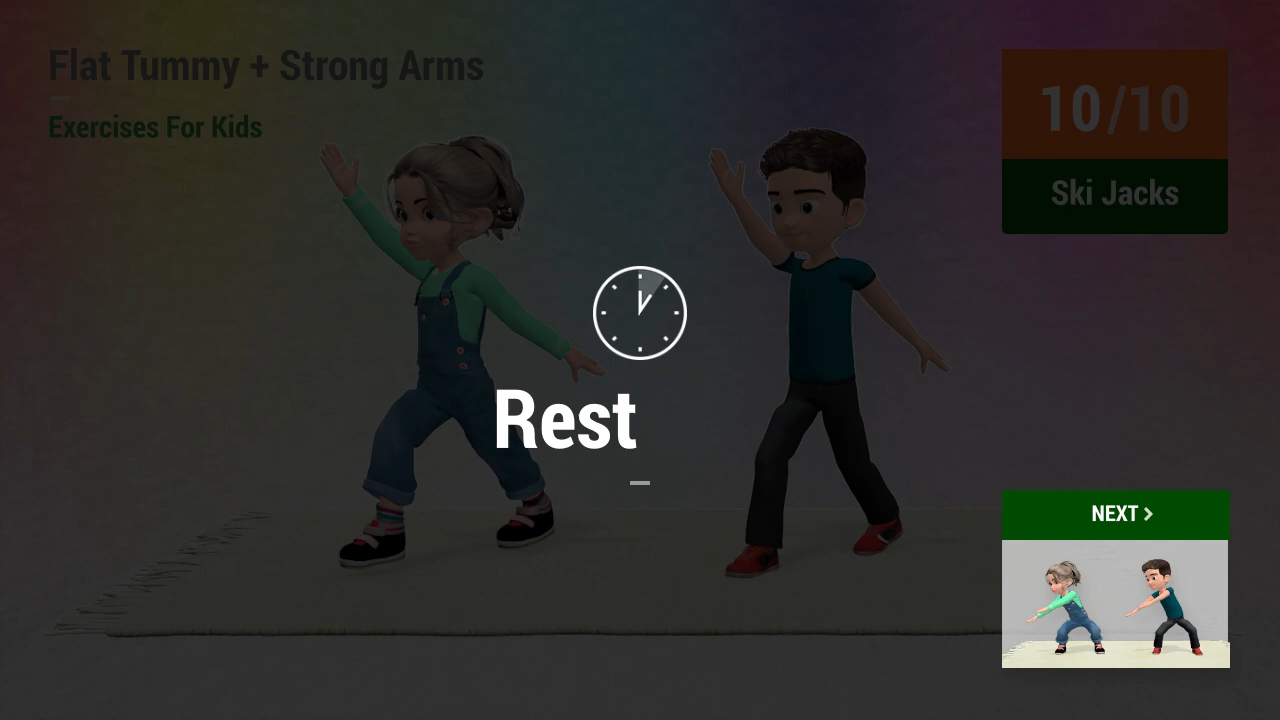 Flat Tummy + Strong Arms
Exercises For Kids
10/10
Ski Jacks
Rest
NEXT >